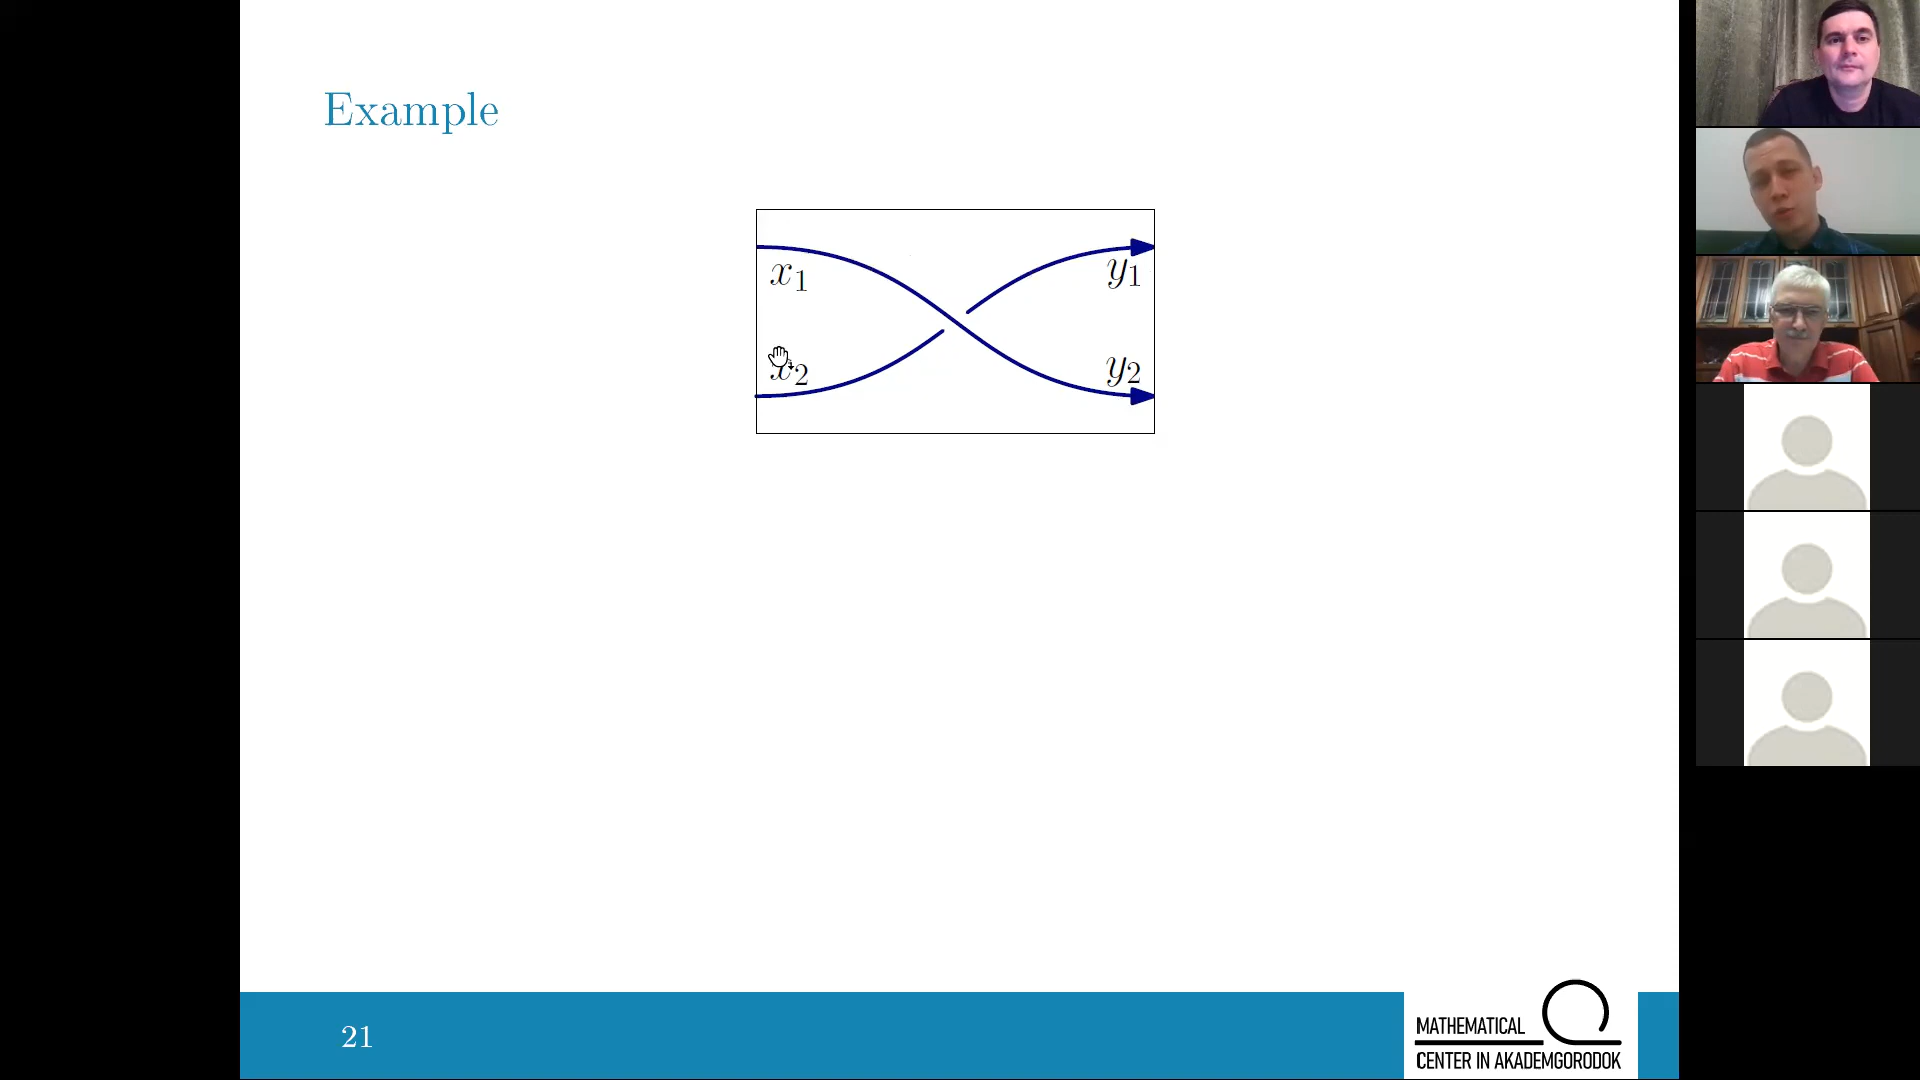 Example
x₁
y₁
x₂
y₂
21
MATHEMATICAL
CENTER IN AKADEMGORODOK